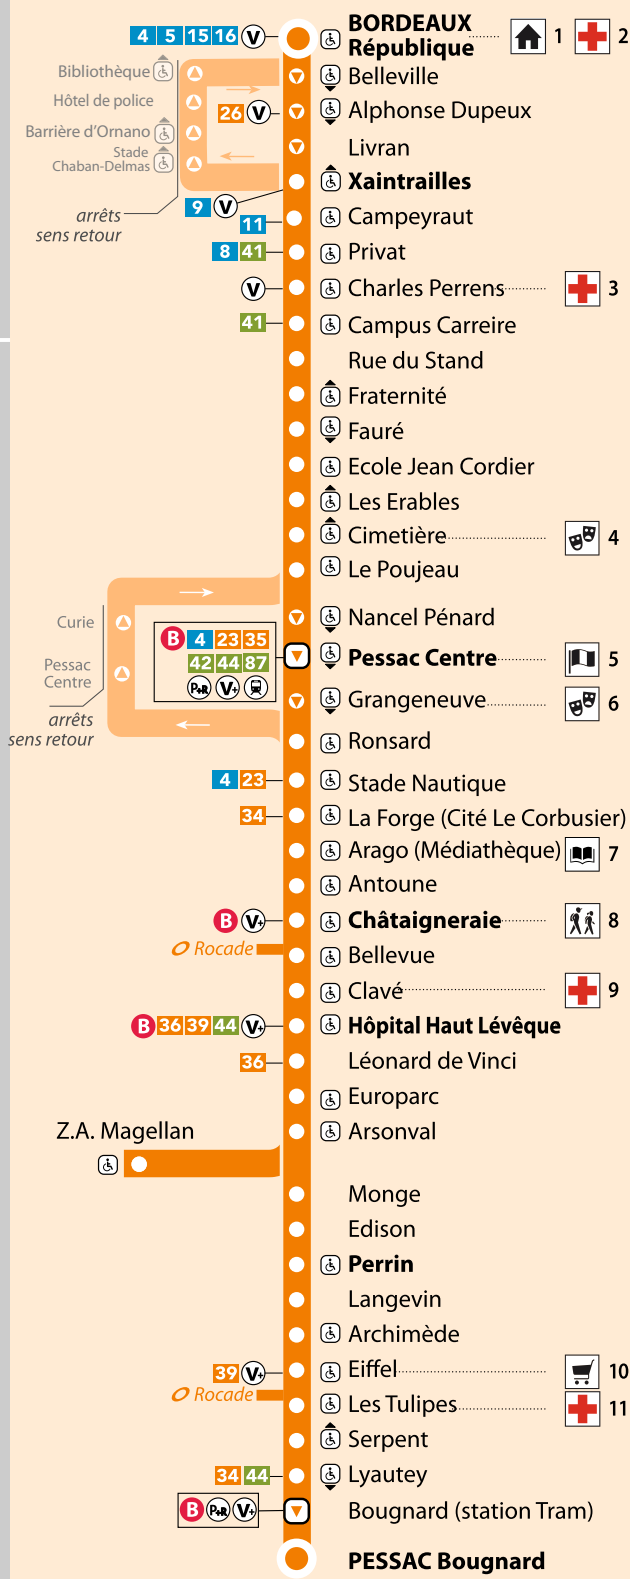 4 5 15 16 V BORDEAUX 1 2
République
Bibliothèque Belleville
Hôtel de police 26 V Alphonse Dupeux
Barrière d'Ornano Livran
Stade
Chaban-Delmas
Xaintrailles
9 V
arrêts
sens retour
11 Campeyraut
8 41 Privat
V Charles Perrens 3
41 Campus Carreire
Rue du Stand
Fraternité
Fauré
Ecole Jean Cordier
Les Erables
Cimetière 4
Le Poujeau
Curie Nancel Pénard
B 4 23 35
42 44 87
P+R V+
Pessac Centre 5
Pessac
Centre
Grangeneuve 6
arrêts
sens retour
Ronsard
4 23 Stade Nautique
34 La Forge (Cité Le Corbusier)
Arago (Médiathèque) 7
Antoune
B V+ Châtaigneraie 8
Rocade Bellevue
Clavé 9
B 36 39 44 V+ Hôpital Haut Lévêque
36 Léonard de Vinci
Europarc
Z.A. Magellan Arsonval
Monge
Edison
Perrin
Langevin
Archimède
39 V+ Eiffel 10
Rocade Les Tulipes 11
Serpent
34 44 Lyautey
B P+R V+ Bougnard (station Tram)
PESSAC Bougnard